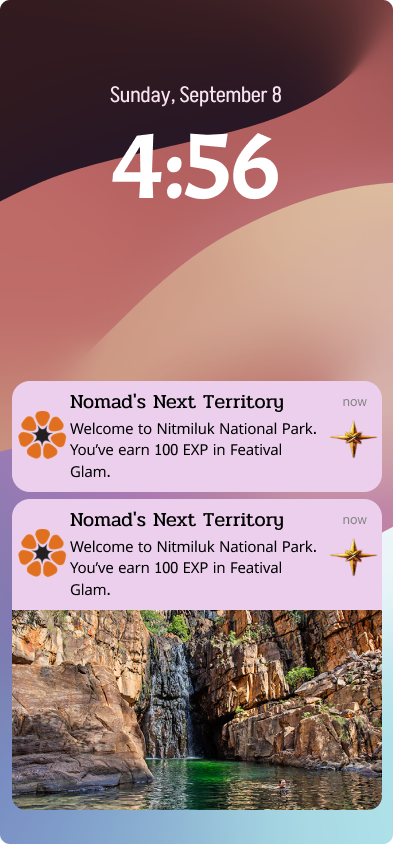 Sunday, September 8
4:56
Nomad's Next Territory
now
Welcome to Nitmiluk National Park.
You've earn 100 EXP in Featival
Glam.
Nomad's Next Territory
now
Welcome to Nitmiluk National Park.
You've earn 100 EXP in Featival
Glam.